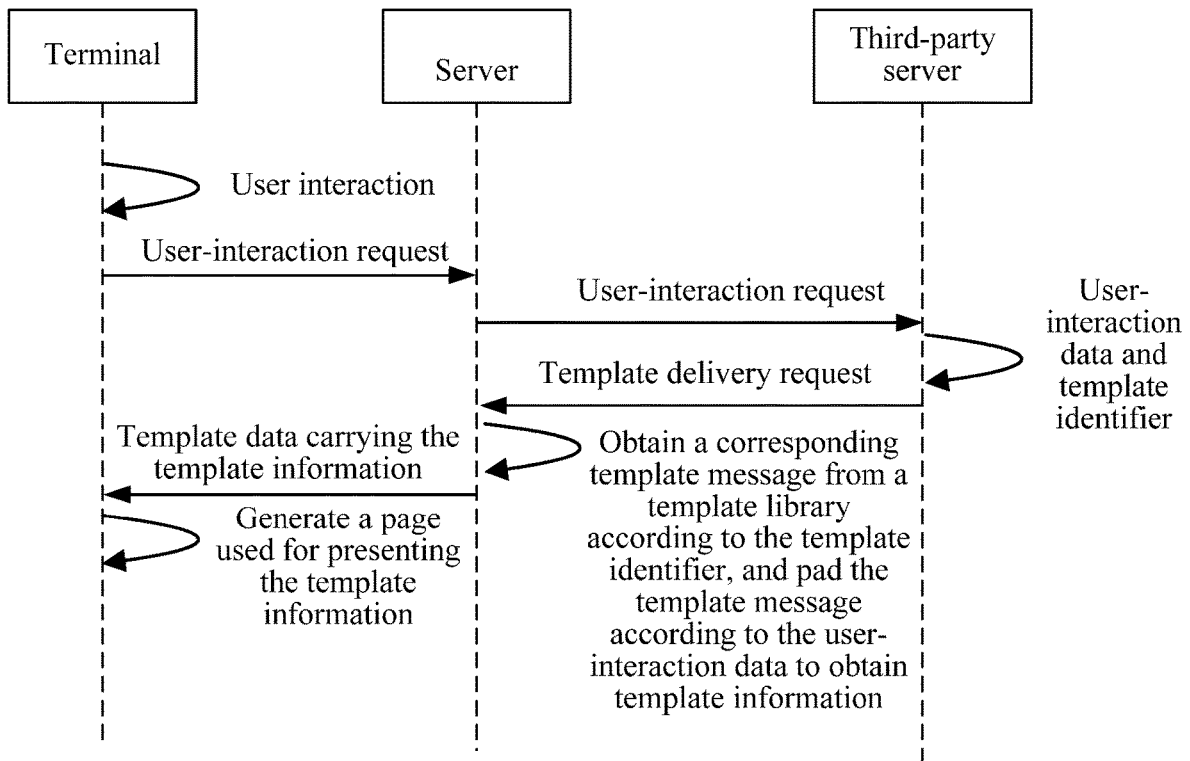 Terminal
Server
Third-party
server
User interaction
User-interaction request
User-interaction request
User-
interaction
data and
template
identifier
Template delivery request
Template data carrying the
template information
Obtain a corresponding
template message from a
template library
according to the template
identifier, and pad the
template message
according to the user-
interaction data to obtain
template information
Generate a page
used for presenting
the template
information